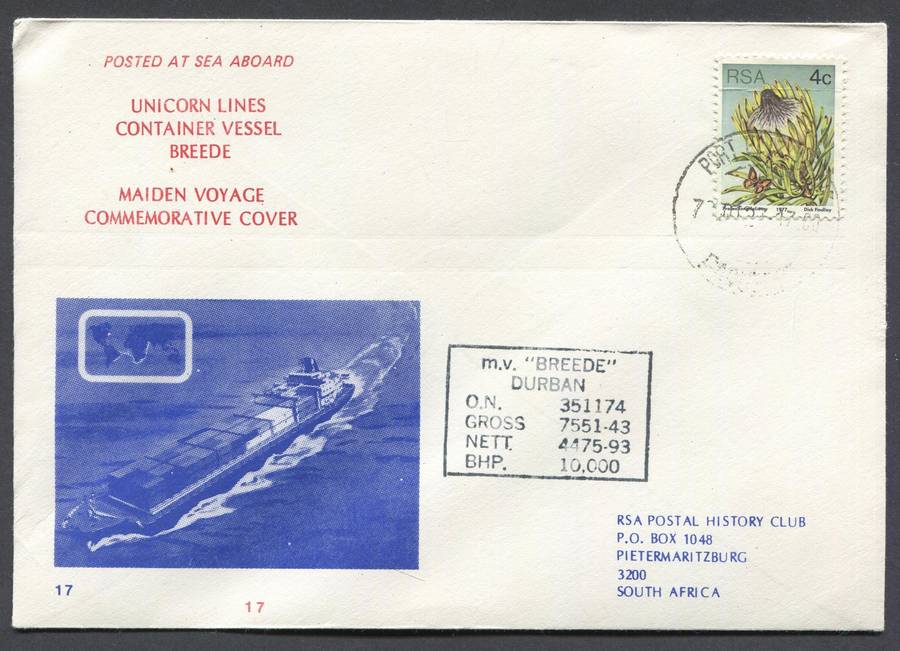 POSTED AT SEA ABOARD
UNICORN LINES
CONTAINER VESSEL
BREEDE
MAIDEN VOYAGE
COMMEMORATIVE COVER
RSA 4c
1977 Dick Findlay
PORT
m.v. "BREEDE"
DURBAN
O.N. 351174
GROSS 7551-43
NETT. 4475-93
BHP. 10,000
RSA POSTAL HISTORY CLUB
P.O. BOX 1048
PIETERMARITZBURG
3200
SOUTH AFRICA
17
17